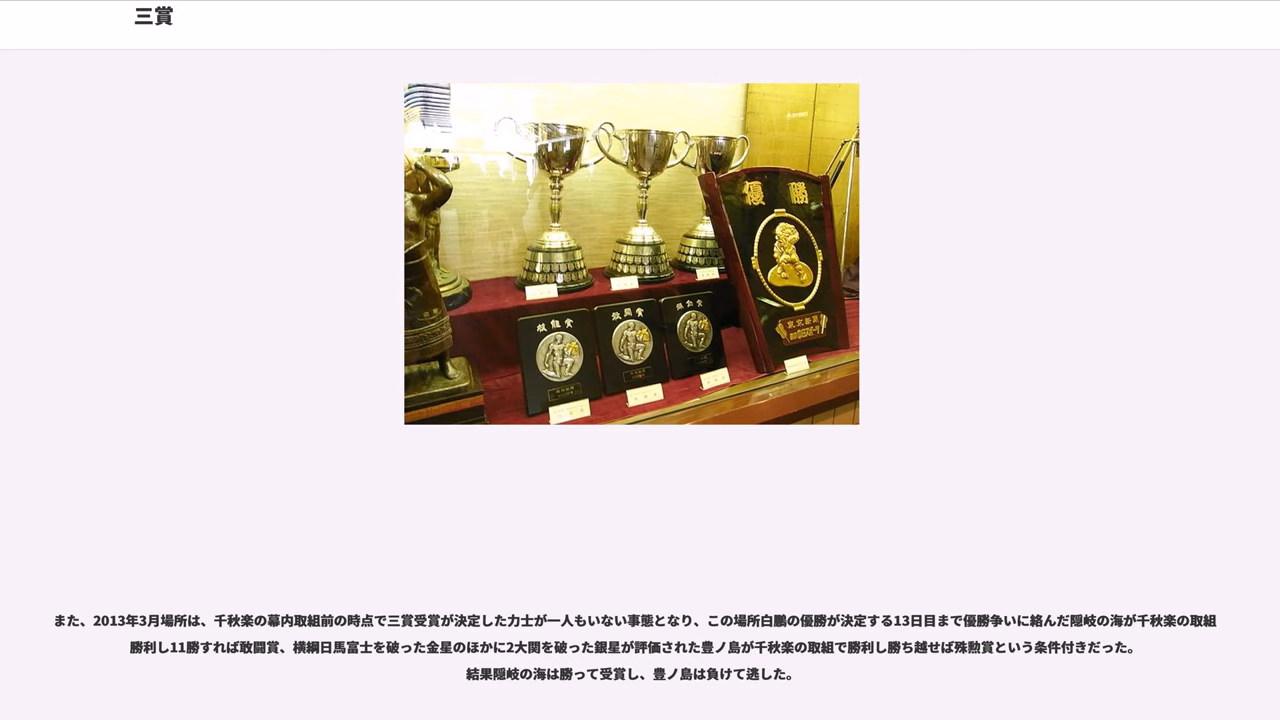 三賞
優勝
技能賞
敢闘賞
殊勲賞
東京新聞
また、2013年3月場所は、千秋楽の幕内取組前の時点で三賞受賞が決定した力士が一人もいない事態となり、この場所白鵬の優勝が決定する13日目まで優勝争いに絡んだ隠岐の海が千秋楽の取組
勝利し11勝すれば敢闘賞、横綱日馬富士を破った金星のほかに2大関を破った銀星が評価された豊ノ島が千秋楽の取組で勝利し勝ち越せば殊勲賞という条件付きだった。
結果隠岐の海は勝って受賞し、豊ノ島は負けて逃した。